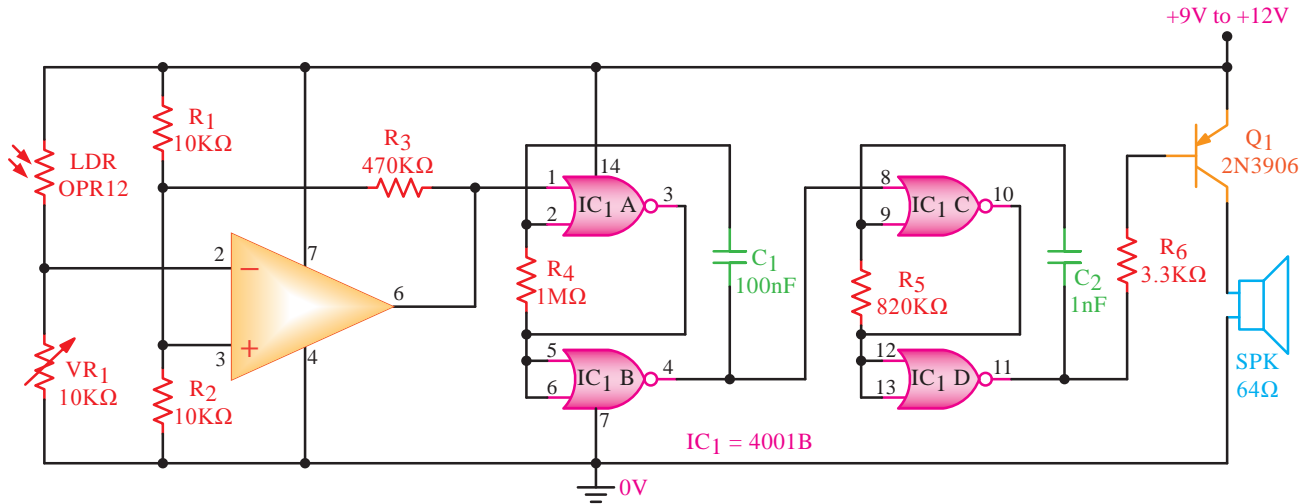 +9V to +12V
R1
10KΩ
R3
470KΩ
LDR
OPR12
14
1
IC1 A
3
2
8
IC1 C
10
9
Q1
2N3906
2
−
7
6
+
3
4
R4
1MΩ
C1
100nF
R5
820KΩ
C2
1nF
R6
3.3KΩ
VR1
10KΩ
R2
10KΩ
5
IC1 B
4
6
7
12
IC1 D
11
13
SPK
64Ω
IC1 = 4001B
0V